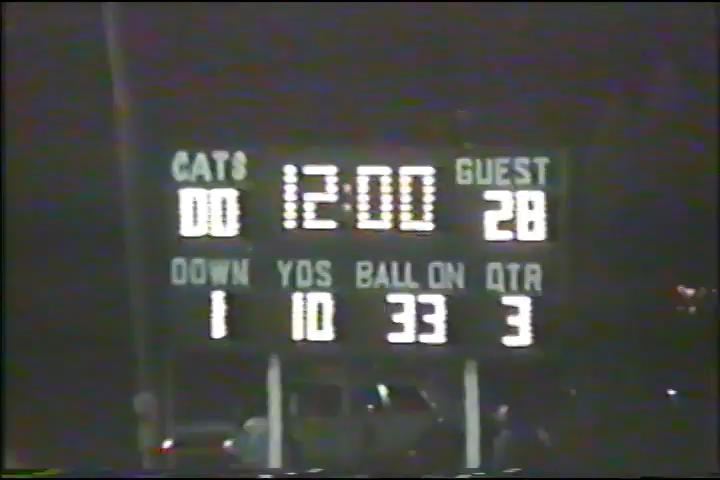 CATS 12:00 GUEST
00 28
DOWN YDS BALL ON QTR
1 10 33 3